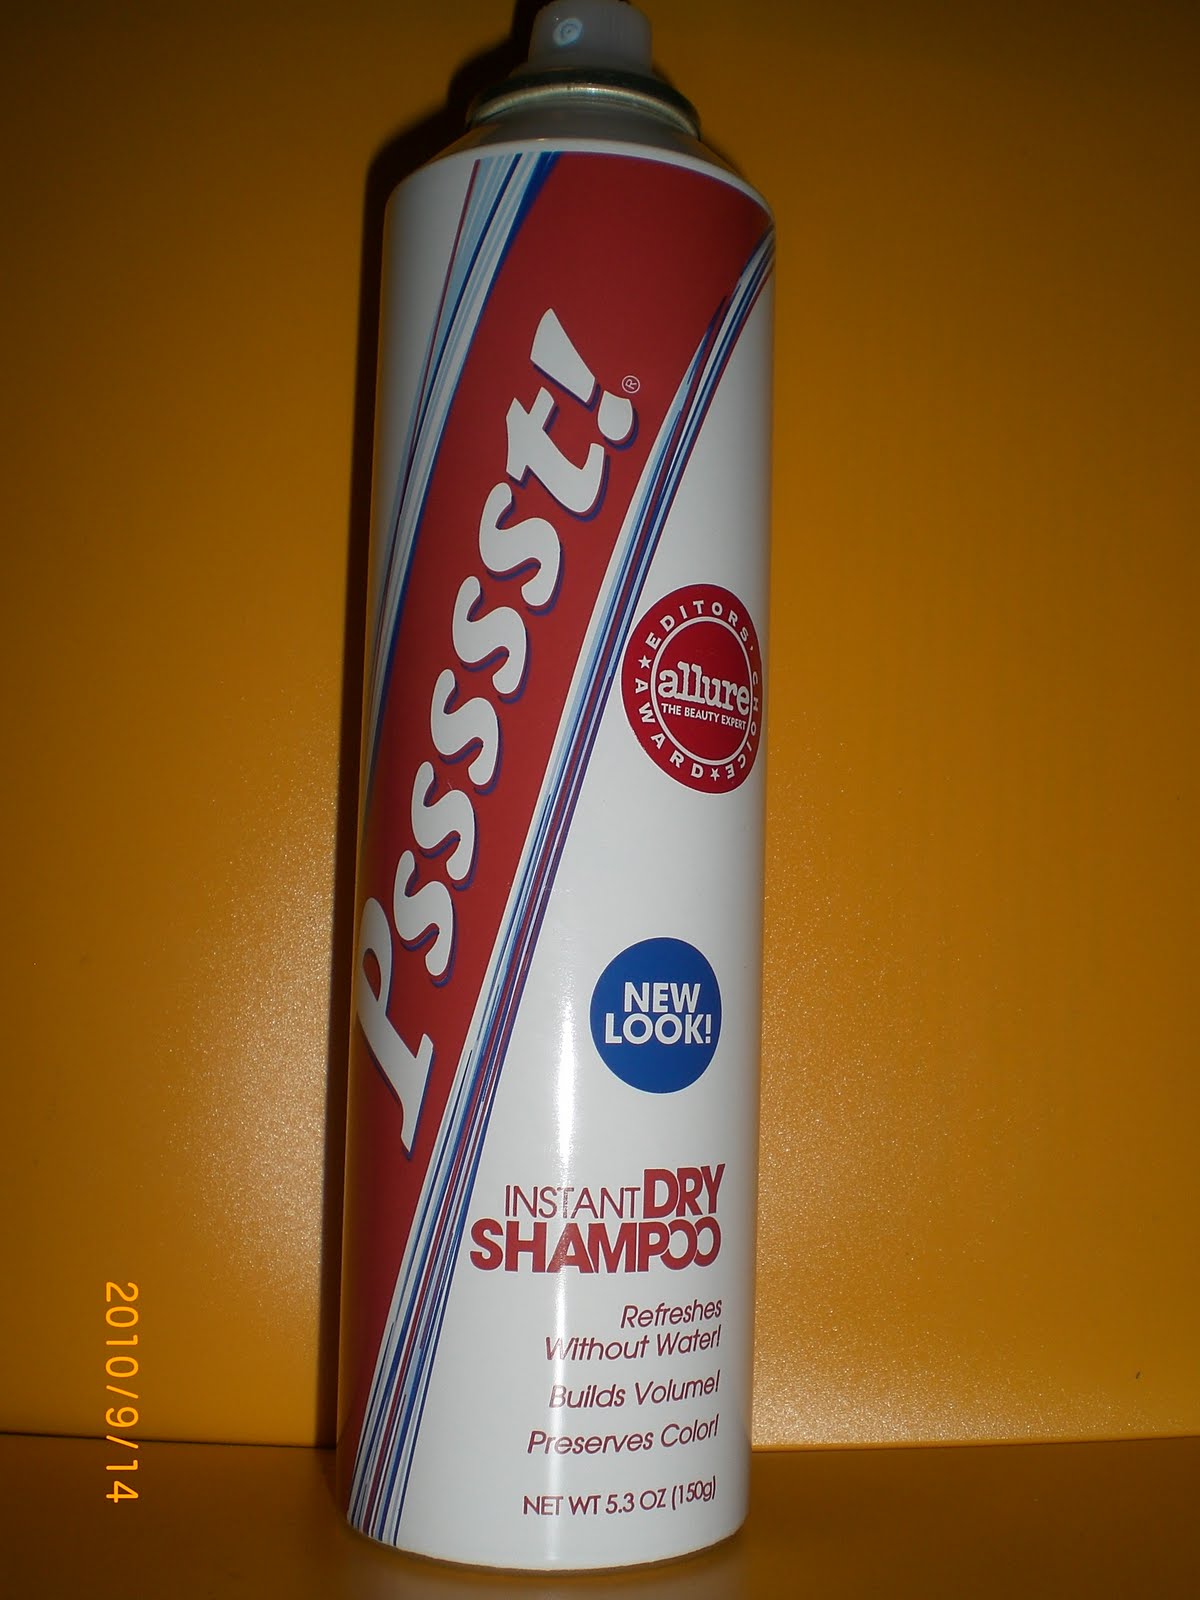 Pssssst!®
EDITORS' CHOICE
★ AWARD ★
allure
THE BEAUTY EXPERT
NEW
LOOK!
INSTANT DRY
SHAMPOO
Refreshes
Without Water!
Builds Volume!
Preserves Color!
NET WT 5.3 OZ (150g)
2010/9/14